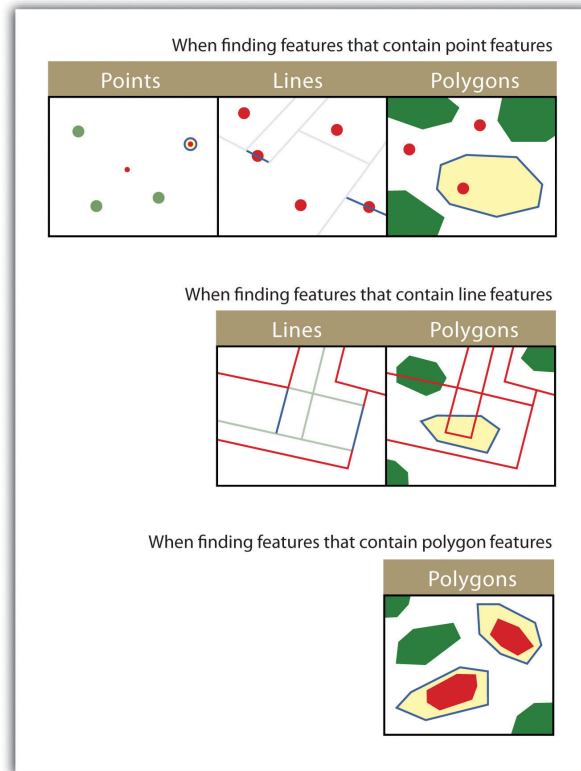 When finding features that contain point features
Points Lines Polygons
When finding features that contain line features
Lines Polygons
When finding features that contain polygon features
Polygons